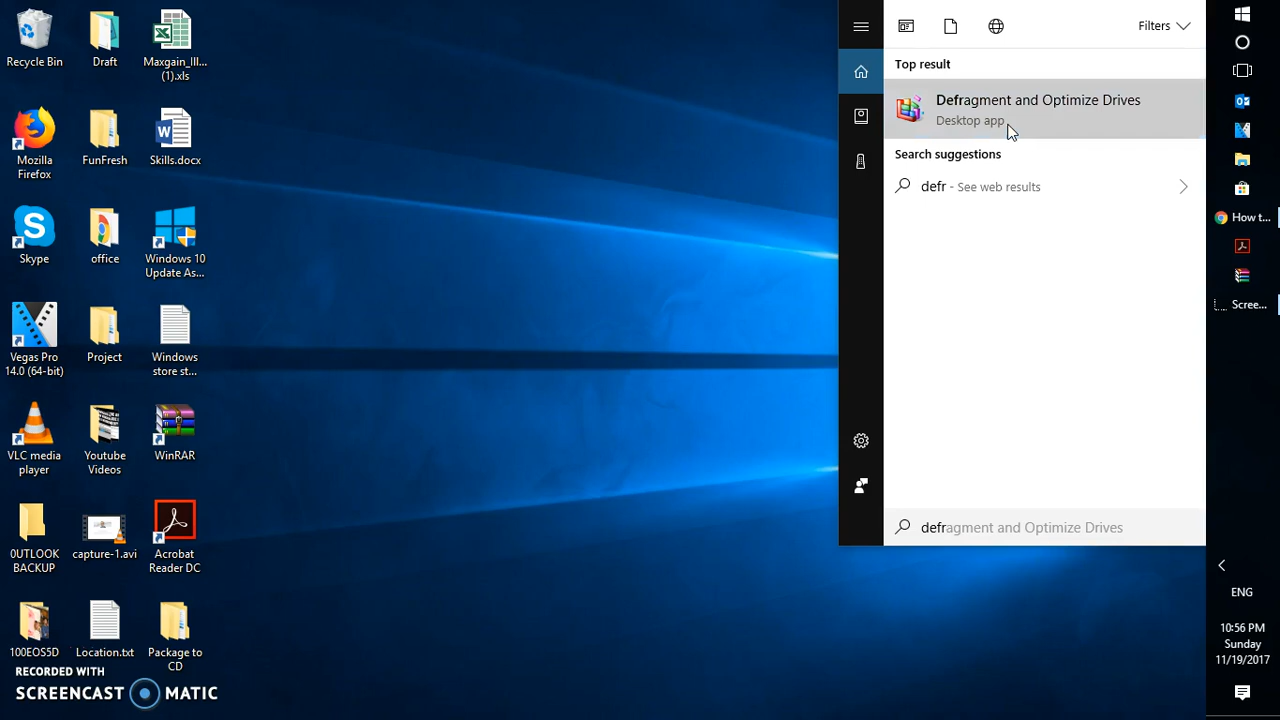 Recycle Bin
Draft
Maxgain_III...
(1).xls
Mozilla
Firefox
FunFresh
Skills.docx
Skype
office
Windows 10
Update As...
Vegas Pro
14.0 (64-bit)
Project
Windows
store st...
VLC media
player
Youtube
Videos
WinRAR
0UTLOOK
BACKUP
capture-1.avi
Acrobat
Reader DC
100EOS5D
Location.txt
Package to
CD
RECORDED WITH
SCREENCAST MATIC
Filters
Top result
Defragment and Optimize Drives
Desktop app
Search suggestions
defr - See web results
defragment and Optimize Drives
How t...
Scree...
ENG
10:56 PM
Sunday
11/19/2017